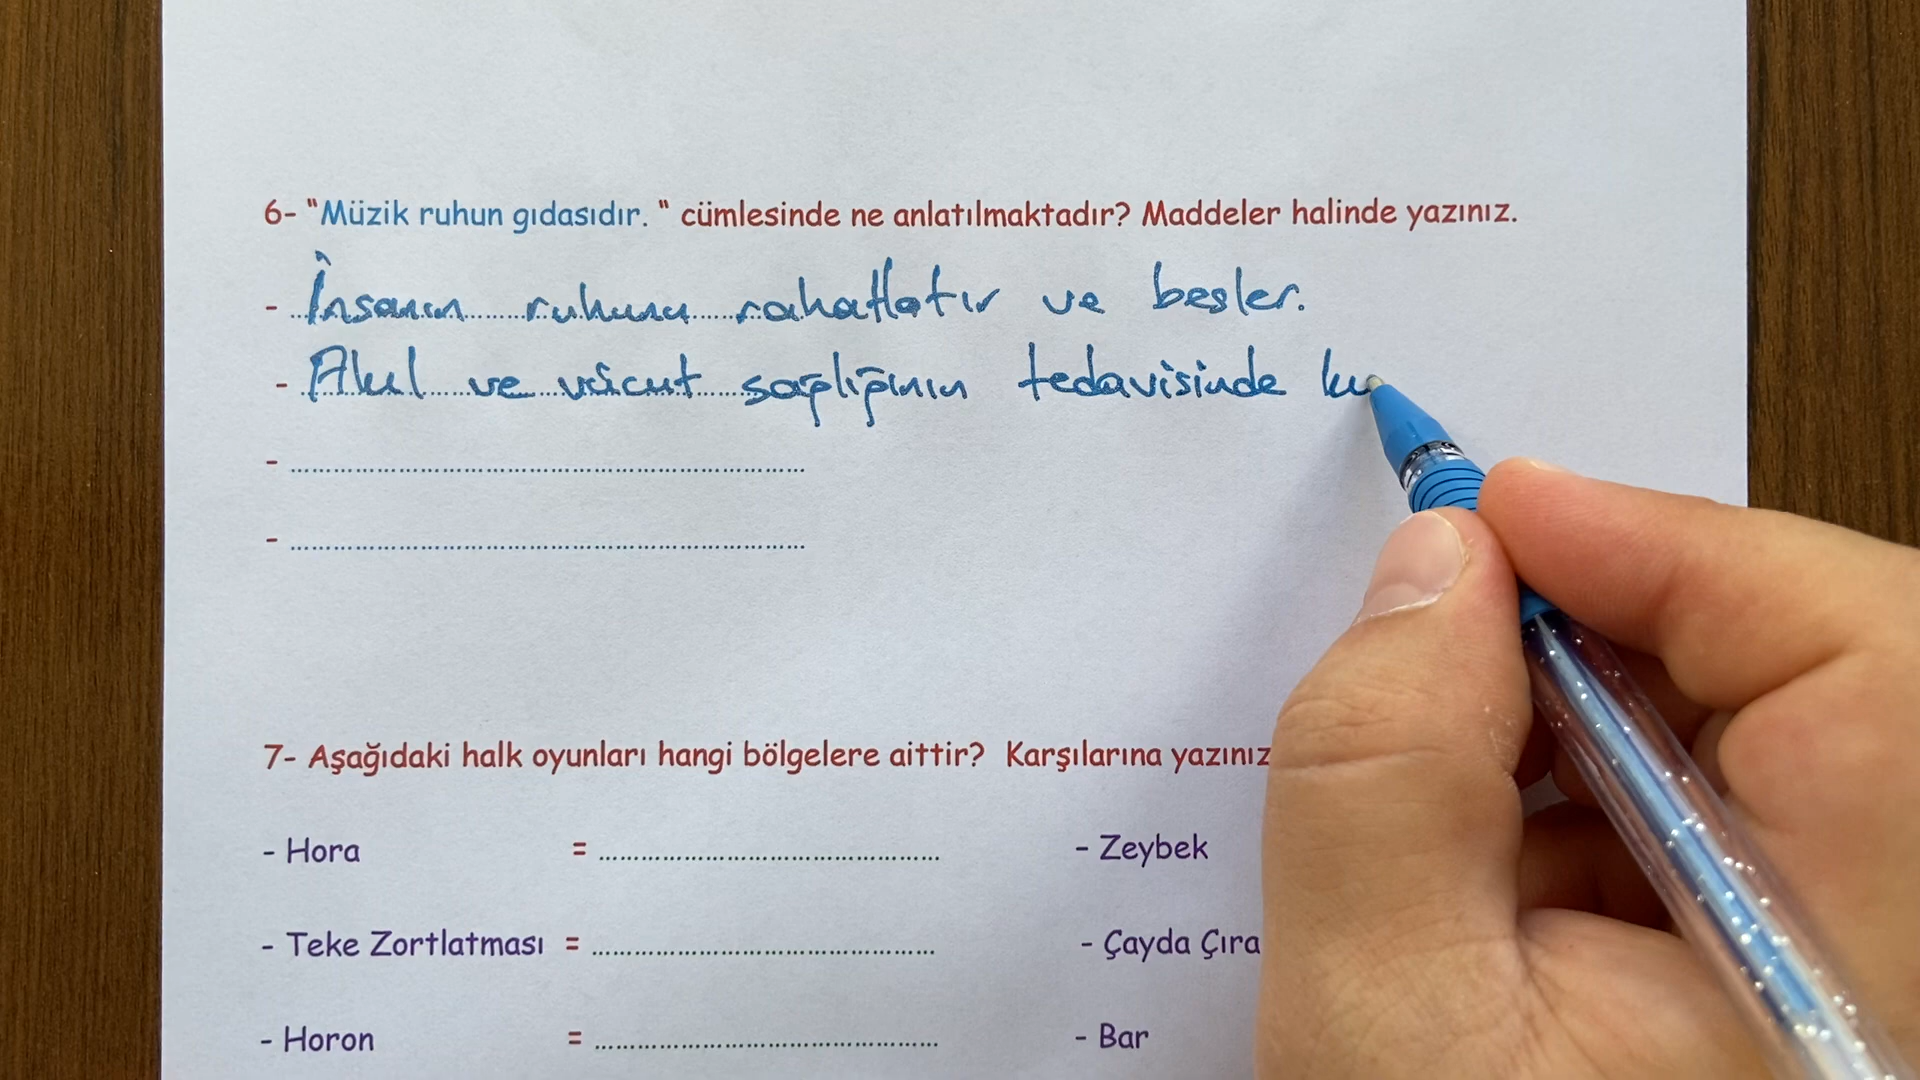 6- "Müzik ruhun gıdasıdır. " cümlesinde ne anlatılmaktadır? Maddeler halinde yazınız.
- İnsanın ruhunu rahatlatır ve besler.
- Akıl ve vücut sağlığının tedavisinde ku
- ........................................
- ........................................
7- Aşağıdaki halk oyunları hangi bölgelere aittir? Karşılarına yazınız
- Hora = ........................................ - Zeybek
- Teke Zortlatması = ........................................ - Çayda Çıra
- Horon = ........................................ - Bar